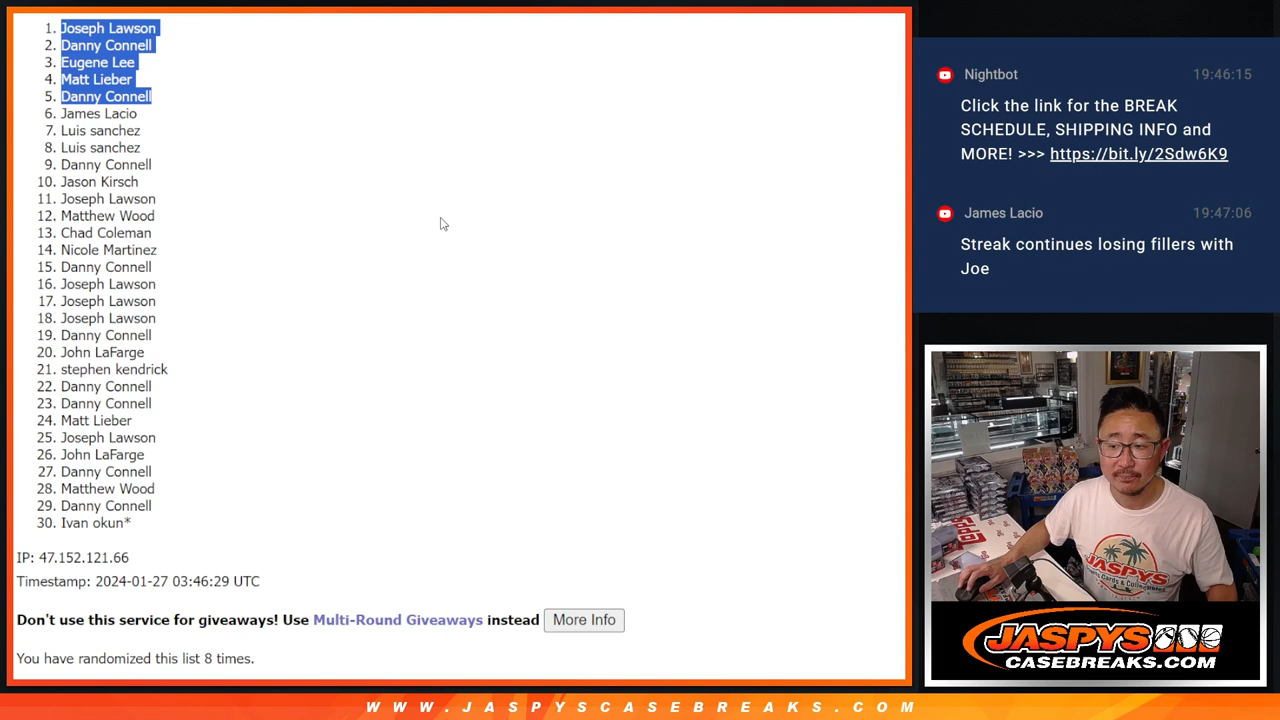 1. Joseph Lawson
2. Danny Connell
3. Eugene Lee
4. Matt Lieber
5. Danny Connell
6. James Lacio
7. Luis sanchez
8. Luis sanchez
9. Danny Connell
10. Jason Kirsch
11. Joseph Lawson
12. Matthew Wood
13. Chad Coleman
14. Nicole Martinez
15. Danny Connell
16. Joseph Lawson
17. Joseph Lawson
18. Joseph Lawson
19. Danny Connell
20. John LaFarge
21. stephen kendrick
22. Danny Connell
23. Danny Connell
24. Matt Lieber
25. Joseph Lawson
26. John LaFarge
27. Danny Connell
28. Matthew Wood
29. Danny Connell
30. Ivan okun*
IP: 47.152.121.66
Timestamp: 2024-01-27 03:46:29 UTC
Don't use this service for giveaways! Use Multi-Round Giveaways instead More Info
You have randomized this list 8 times.
Nightbot 19:46:15
Click the link for the BREAK
SCHEDULE, SHIPPING INFO and
MORE! >>> https://bit.ly/2Sdw6K9
James Lacio 19:47:06
Streak continues losing fillers with
Joe
topps
JASPYS
JASPYS
CASEBREAKS.COM
WWW.JASPYSCASEBREAKS.COM